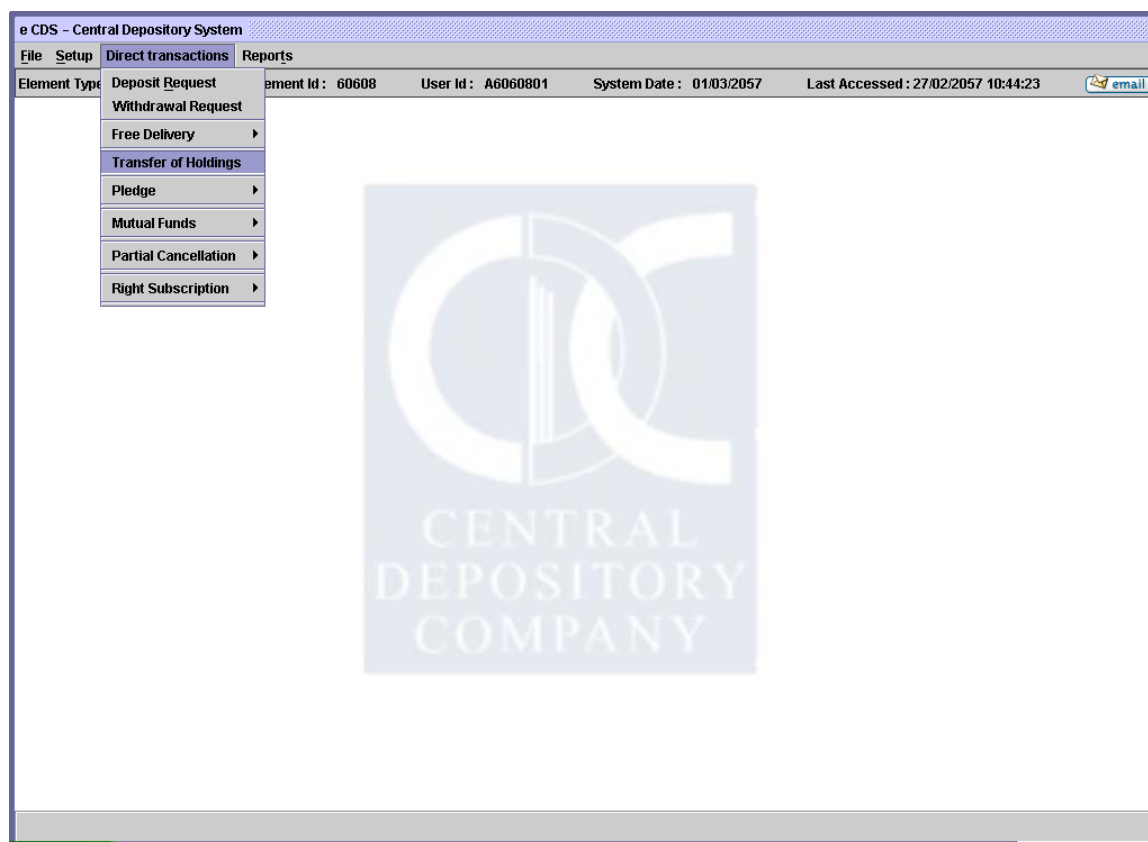 e CDS – Central Depository System
File Setup Direct transactions Reports
Element Type ement Id : 60608 User Id : A6060801 System Date : 01/03/2057 Last Accessed : 27/02/2057 10:44:23 email
Deposit Request
Withdrawal Request
Free Delivery
Transfer of Holdings
Pledge
Mutual Funds
Partial Cancellation
Right Subscription
CENTRAL
DEPOSITORY
COMPANY